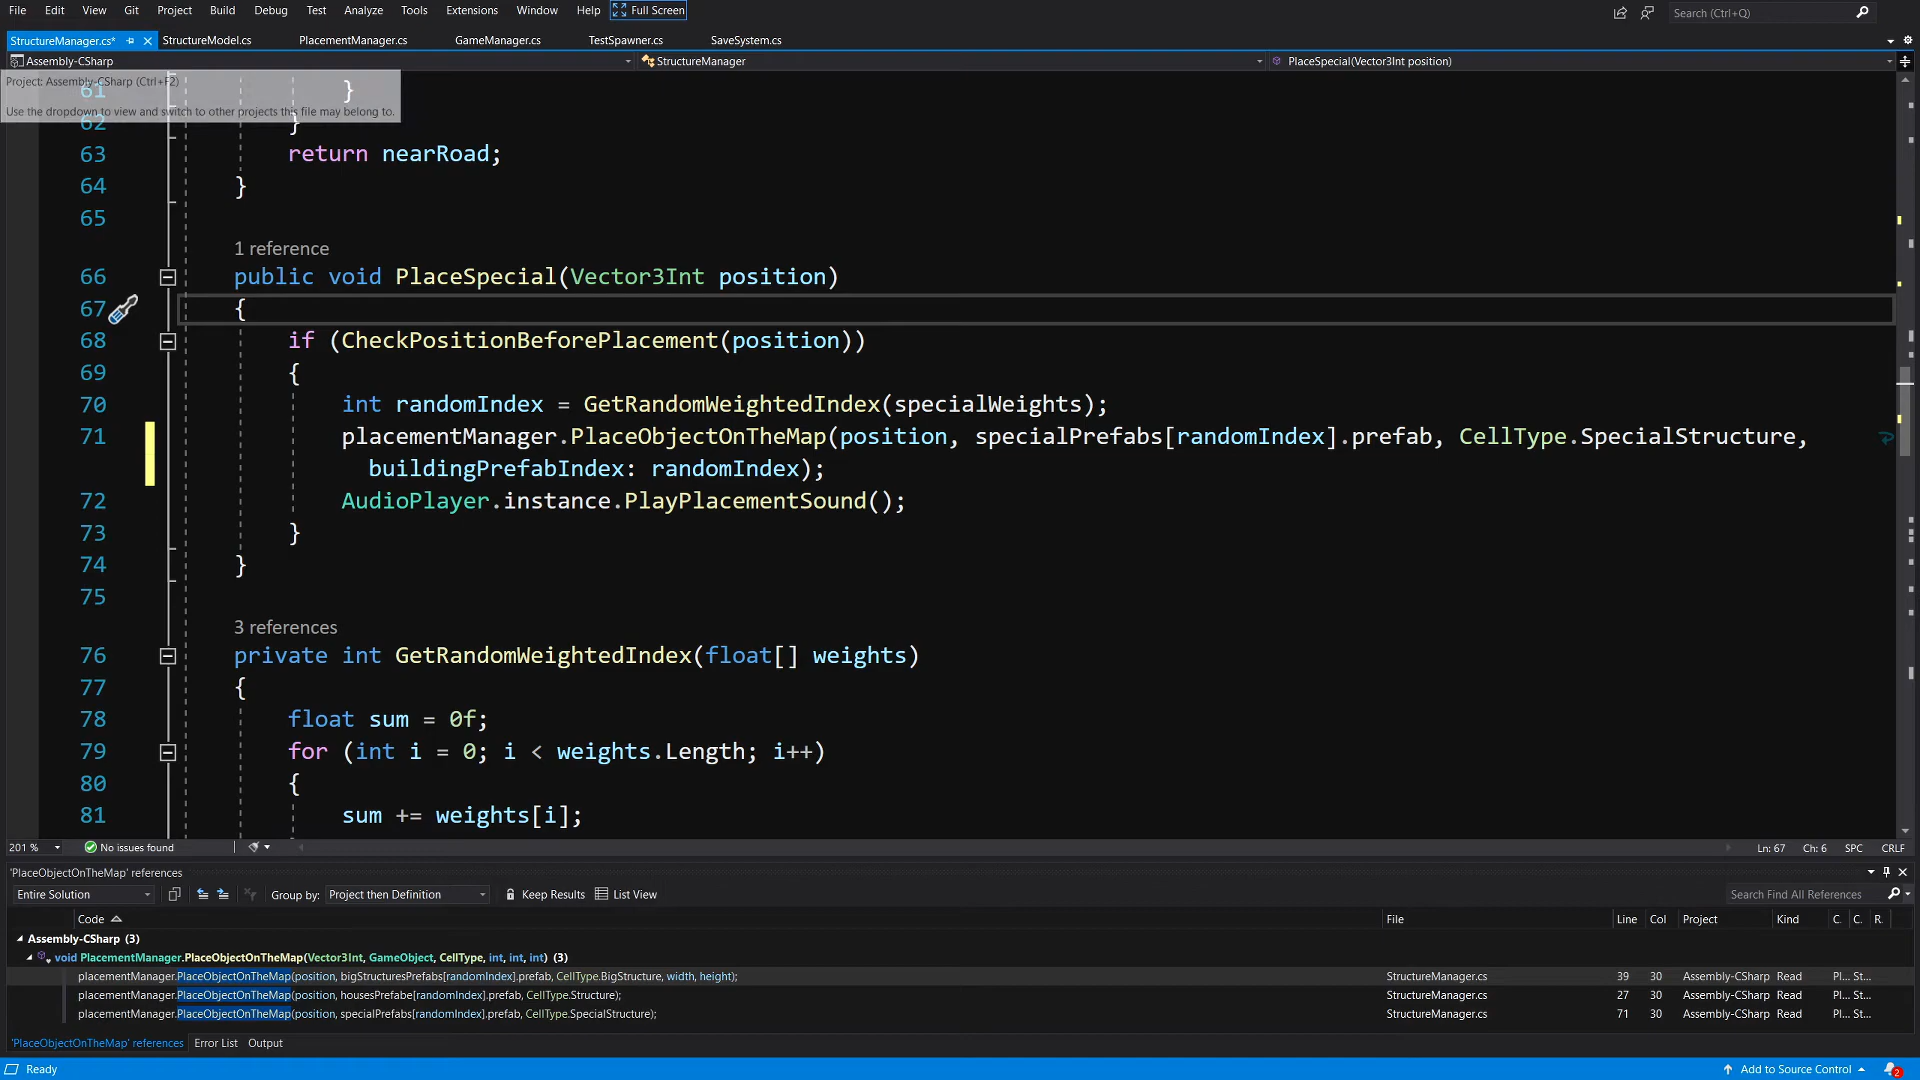 File Edit View Git Project Build Debug Test Analyze Tools Extensions Window Help Full Screen Search (Ctrl+Q)
StructureManager.cs* StructureModel.cs PlacementManager.cs GameManager.cs TestSpawner.cs SaveSystem.cs
Assembly-CSharp StructureManager PlaceSpecial(Vector3Int position)
Project: Assembly-CSharp (Ctrl+F2)
Use the dropdown to view and switch to other projects this file may belong to.
61 }
62 }
63 return nearRoad;
64 }
65
1 reference
66 public void PlaceSpecial(Vector3Int position)
67 {
68 if (CheckPositionBeforePlacement(position))
69 {
70 int randomIndex = GetRandomWeightedIndex(specialWeights);
71 placementManager.PlaceObjectOnTheMap(position, specialPrefabs[randomIndex].prefab, CellType.SpecialStructure,
buildingPrefabIndex: randomIndex);
72 AudioPlayer.instance.PlayPlacementSound();
73 }
74 }
75
3 references
76 private int GetRandomWeightedIndex(float[] weights)
77 {
78 float sum = 0f;
79 for (int i = 0; i < weights.Length; i++)
80 {
81 sum += weights[i];
201 % No issues found Ln: 67 Ch: 6 SPC CRLF
'PlaceObjectOnTheMap' references
Entire Solution Group by: Project then Definition Keep Results List View Search Find All References
Code File Line Col Project Kind C. C. R.
Assembly-CSharp (3)
void PlacementManager.PlaceObjectOnTheMap(Vector3Int, GameObject, CellType, int, int, int) (3)
placementManager.PlaceObjectOnTheMap(position, bigStructuresPrefabs[randomIndex].prefab, CellType.BigStructure, width, height); StructureManager.cs 39 30 Assembly-CSharp Read Pl... St...
placementManager.PlaceObjectOnTheMap(position, housesPrefabe[randomIndex].prefab, CellType.Structure); StructureManager.cs 27 30 Assembly-CSharp Read Pl... St...
placementManager.PlaceObjectOnTheMap(position, specialPrefabs[randomIndex].prefab, CellType.SpecialStructure); StructureManager.cs 71 30 Assembly-CSharp Read Pl... St...
'PlaceObjectOnTheMap' references Error List Output
Ready Add to Source Control 2